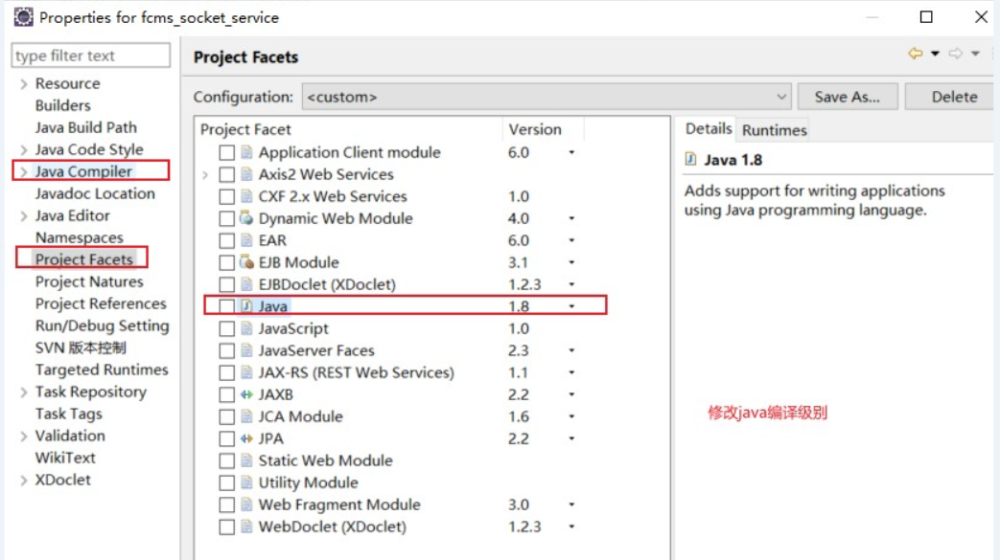 Properties for fcms_socket_service
type filter text
Resource
Builders
Java Build Path
Java Code Style
Java Compiler
Javadoc Location
Java Editor
Namespaces
Project Facets
Project Natures
Project References
Run/Debug Setting
SVN 版本控制
Targeted Runtimes
Task Repository
Task Tags
Validation
WikiText
XDoclet
Project Facets
Configuration: <custom> Save As... Delete
Project Facet Version
Application Client module 6.0
Axis2 Web Services
CXF 2.x Web Services 1.0
Dynamic Web Module 4.0
EAR 6.0
EJB Module 3.1
EJBDoclet (XDoclet) 1.2.3
Java 1.8
JavaScript 1.0
JavaServer Faces 2.3
JAX-RS (REST Web Services) 1.1
JAXB 2.2
JCA Module 1.6
JPA 2.2
Static Web Module
Utility Module
Web Fragment Module 3.0
WebDoclet (XDoclet) 1.2.3
Details Runtimes
Java 1.8
Adds support for writing applications
using Java programming language.
修改java编译级别